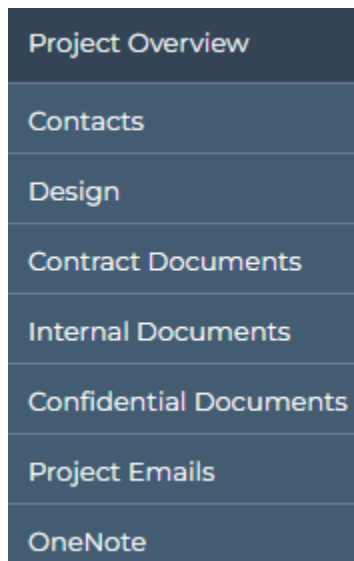 Project Overview
Contacts
Design
Contract Documents
Internal Documents
Confidential Documents
Project Emails
OneNote